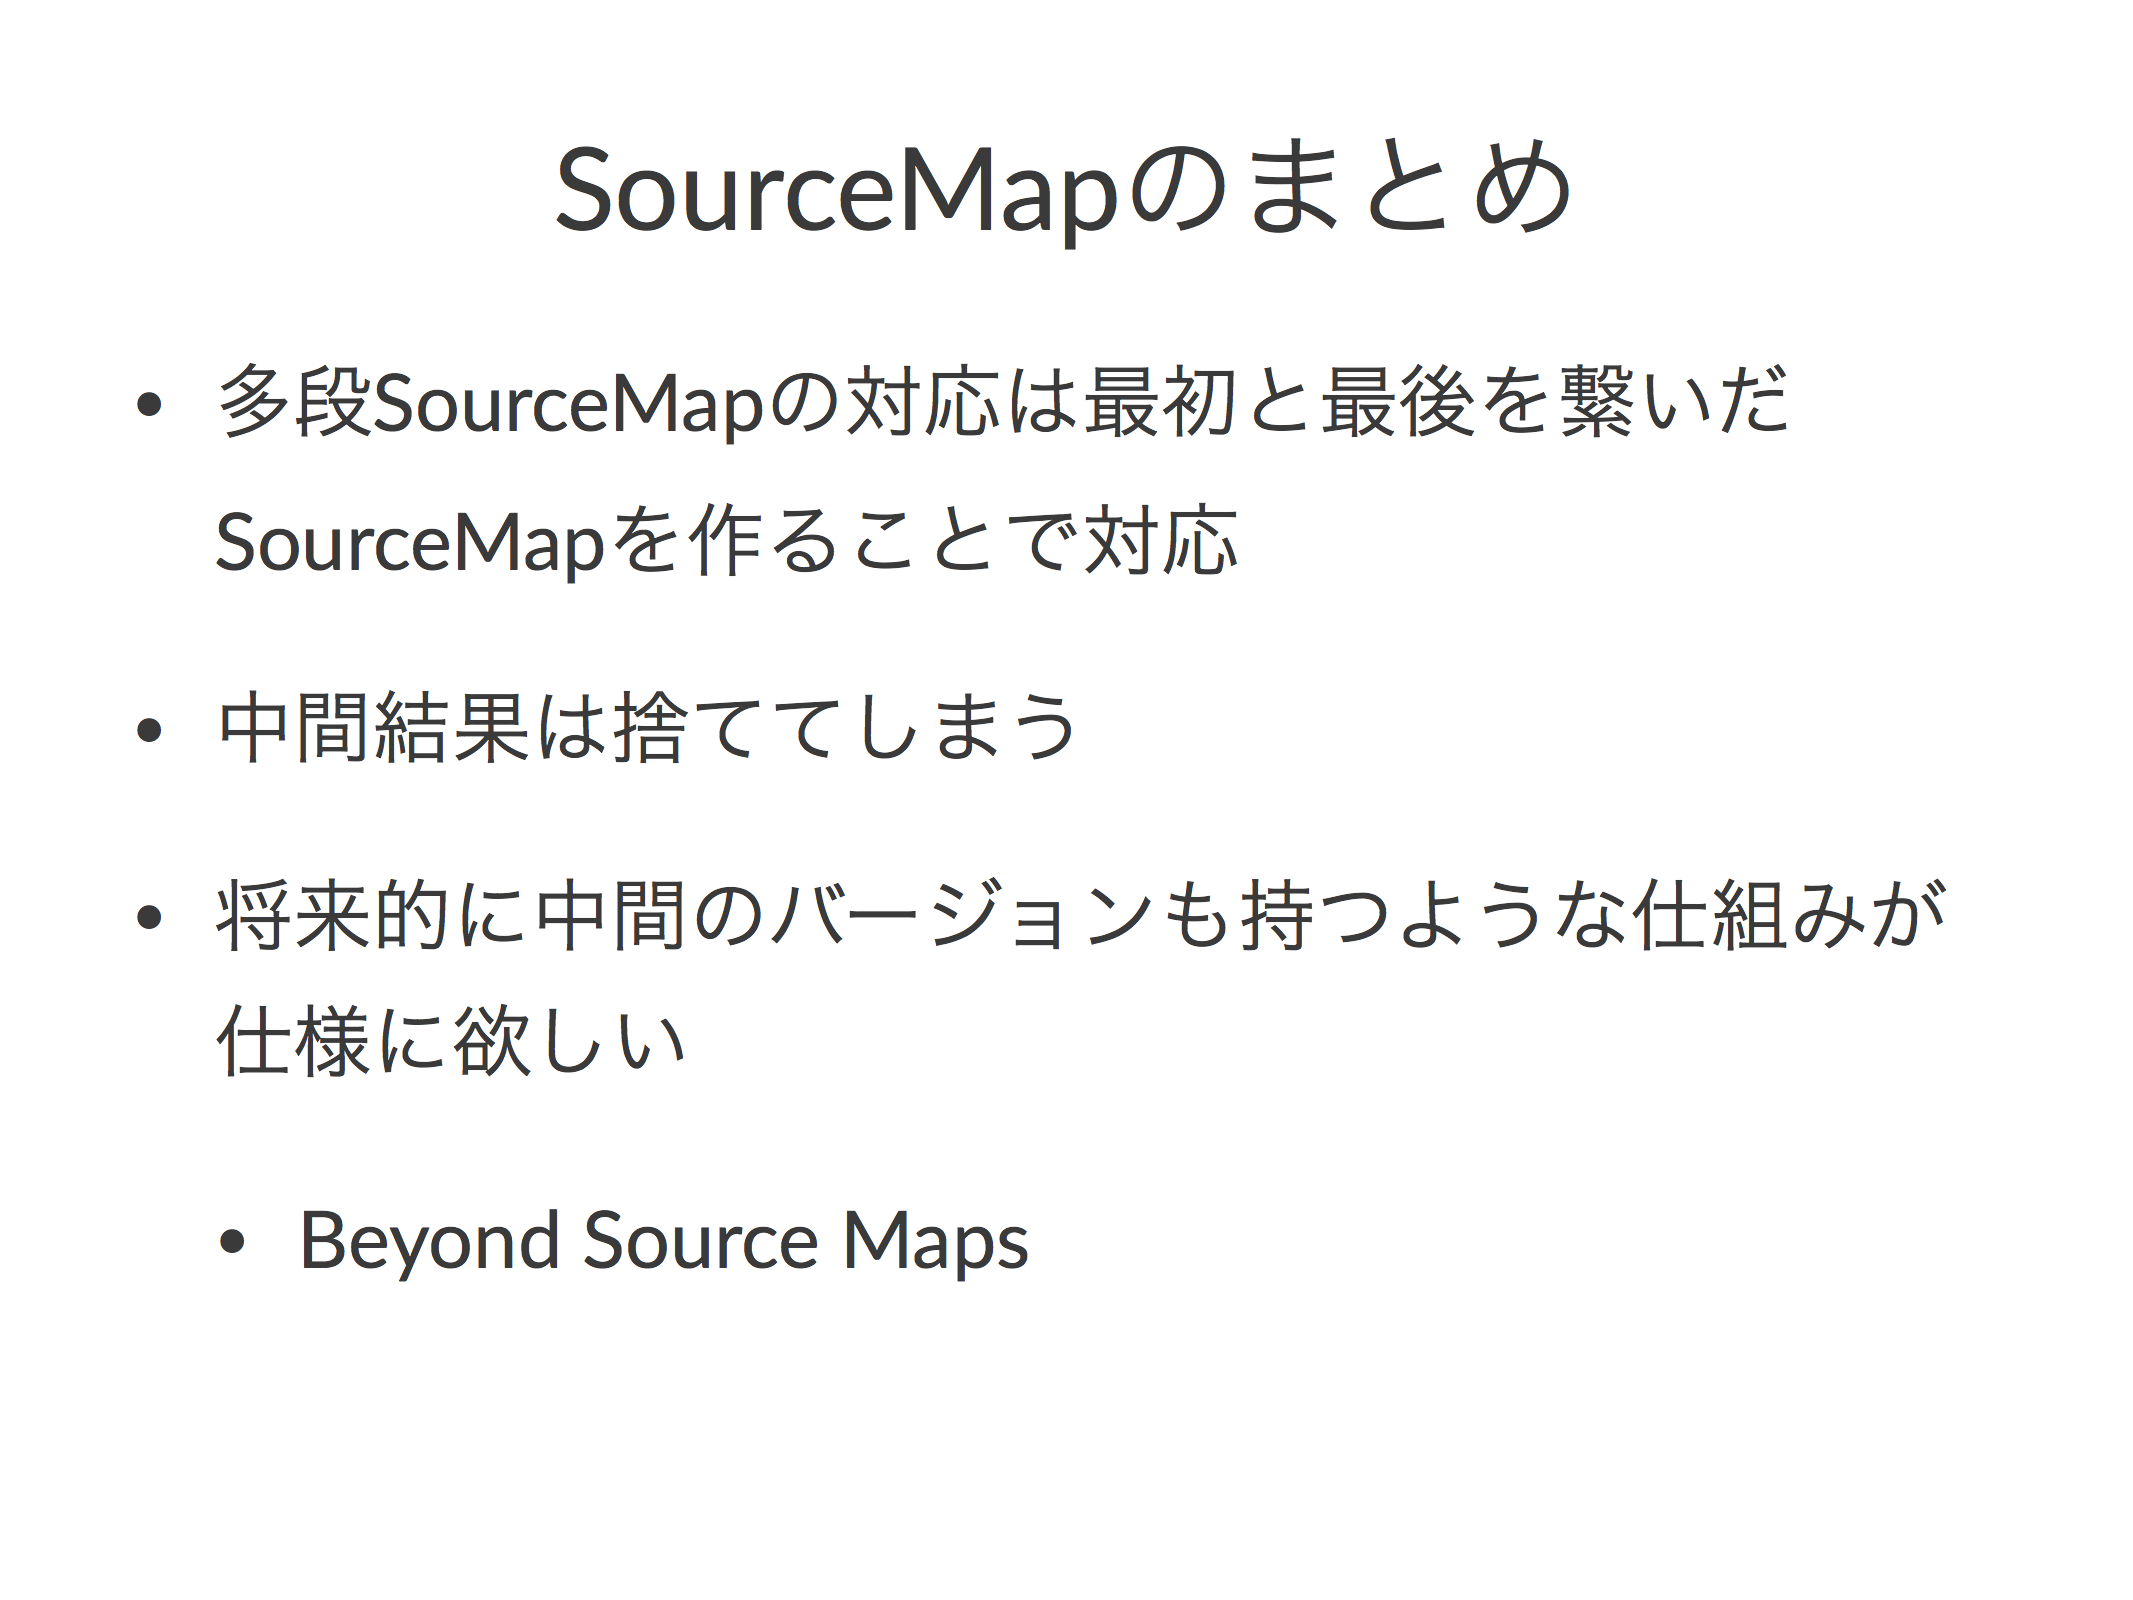 SourceMapのまとめ
• 多段SourceMapの対応は最初と最後を繋いだ
SourceMapを作ることで対応
• 中間結果は捨ててしまう
• 将来的に中間のバージョンも持つような仕組みが
仕様に欲しい
• Beyond Source Maps